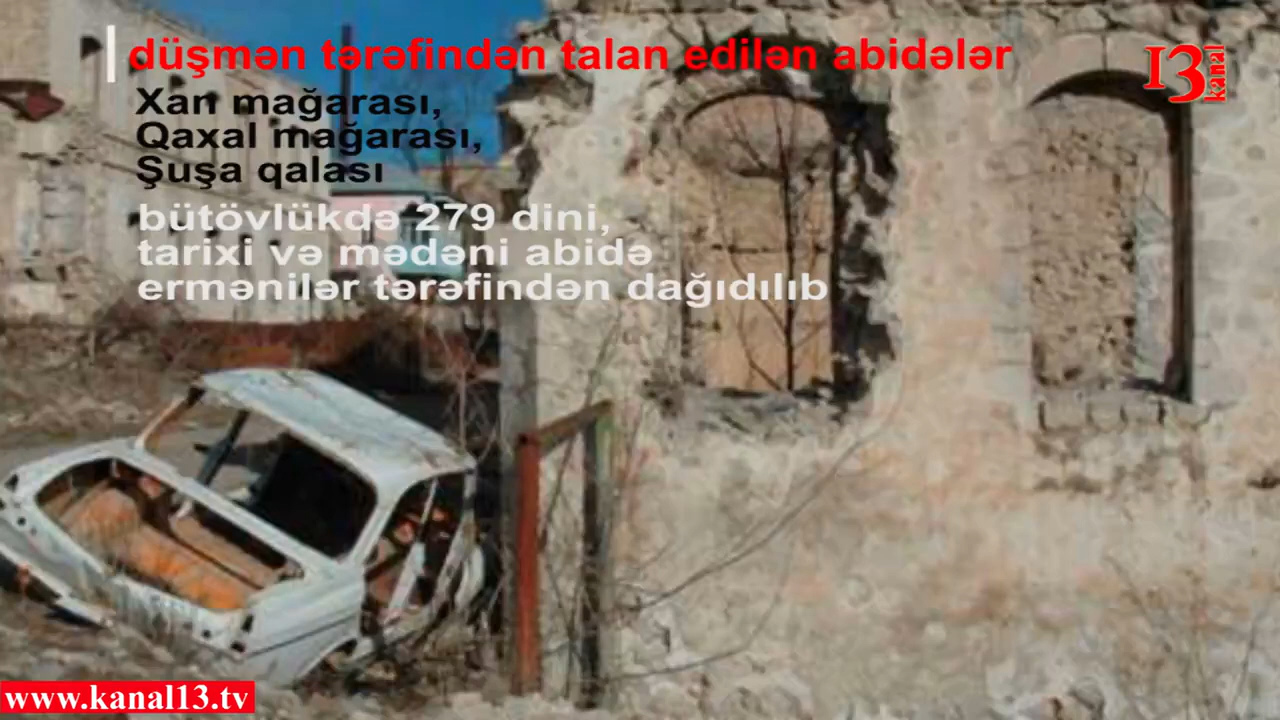 düşmən tərəfindən talan edilən abidələr
13 kanal
Xan mağarası,
Qaxal mağarası,
Şuşa qalası
bütövlükdə 279 dini,
tarixi və mədəni abidə
ermənilər tərəfindən dağıdılıb
www.kanal13.tv